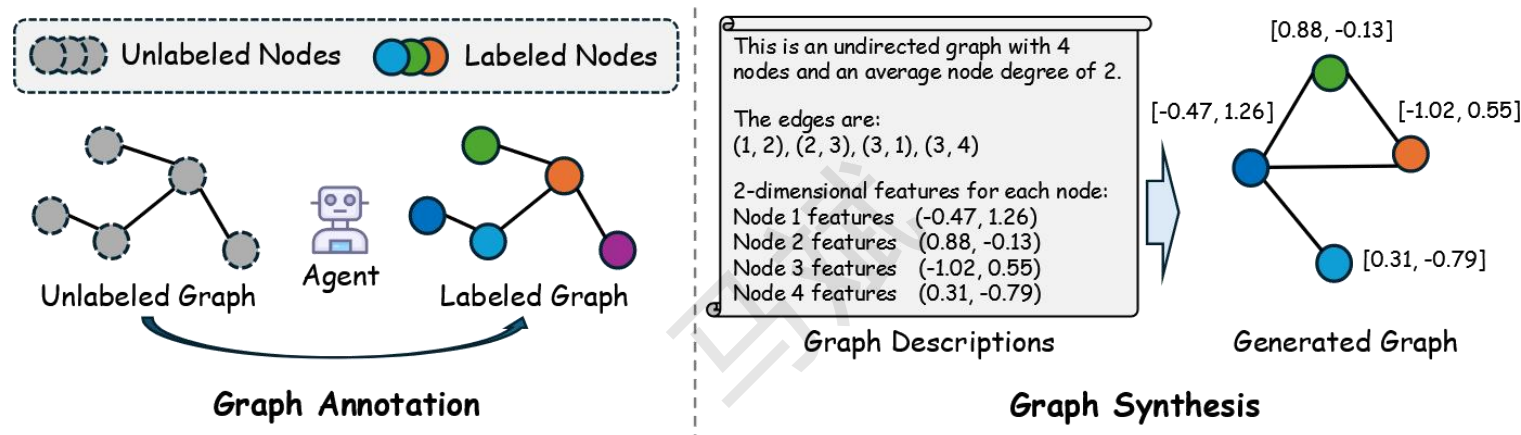 Unlabeled Nodes
Labeled Nodes
Agent
Unlabeled Graph
Labeled Graph
Graph Annotation
This is an undirected graph with 4
nodes and an average node degree of 2.
The edges are:
(1, 2), (2, 3), (3, 1), (3, 4)
2-dimensional features for each node:
Node 1 features (-0.47, 1.26)
Node 2 features (0.88, -0.13)
Node 3 features (-1.02, 0.55)
Node 4 features (0.31, -0.79)
Graph Descriptions
[0.88, -0.13]
[-0.47, 1.26]
[-1.02, 0.55]
[0.31, -0.79]
Generated Graph
Graph Synthesis
马斌